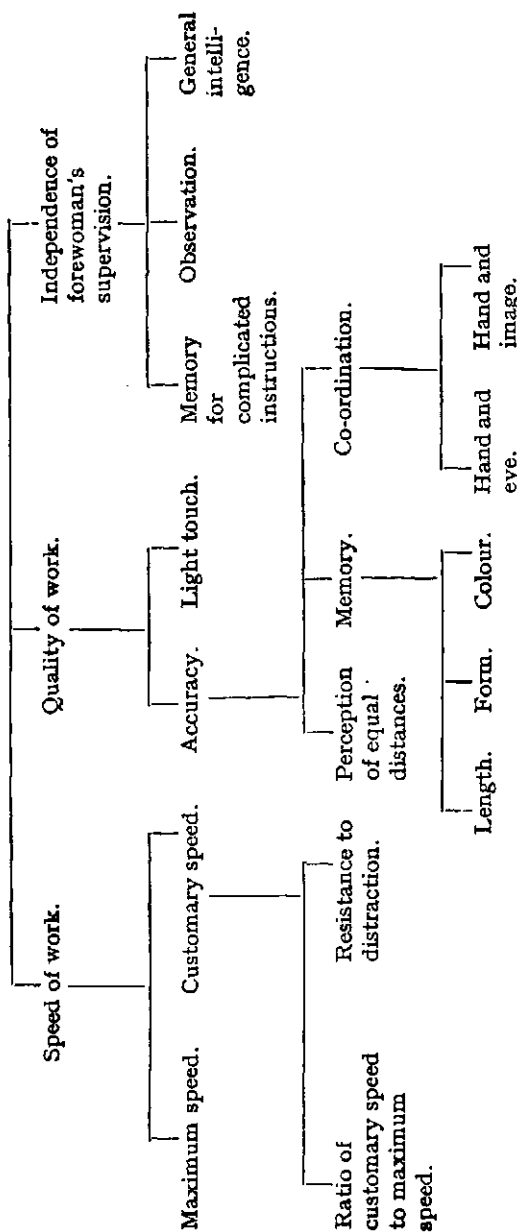 Speed of work.
Quality of work.
Independence of
forewoman's
supervision.
Maximum speed.
Customary speed.
Accuracy.
Light touch.
Memory
for
complicated
instructions.
Observation.
General
intelli-
gence.
Ratio of
customary speed
to maximum
speed.
Resistance to
distraction.
Perception
of equal
distances.
Memory.
Co-ordination.
Length.
Form.
Colour.
Hand and
eye.
Hand and
image.